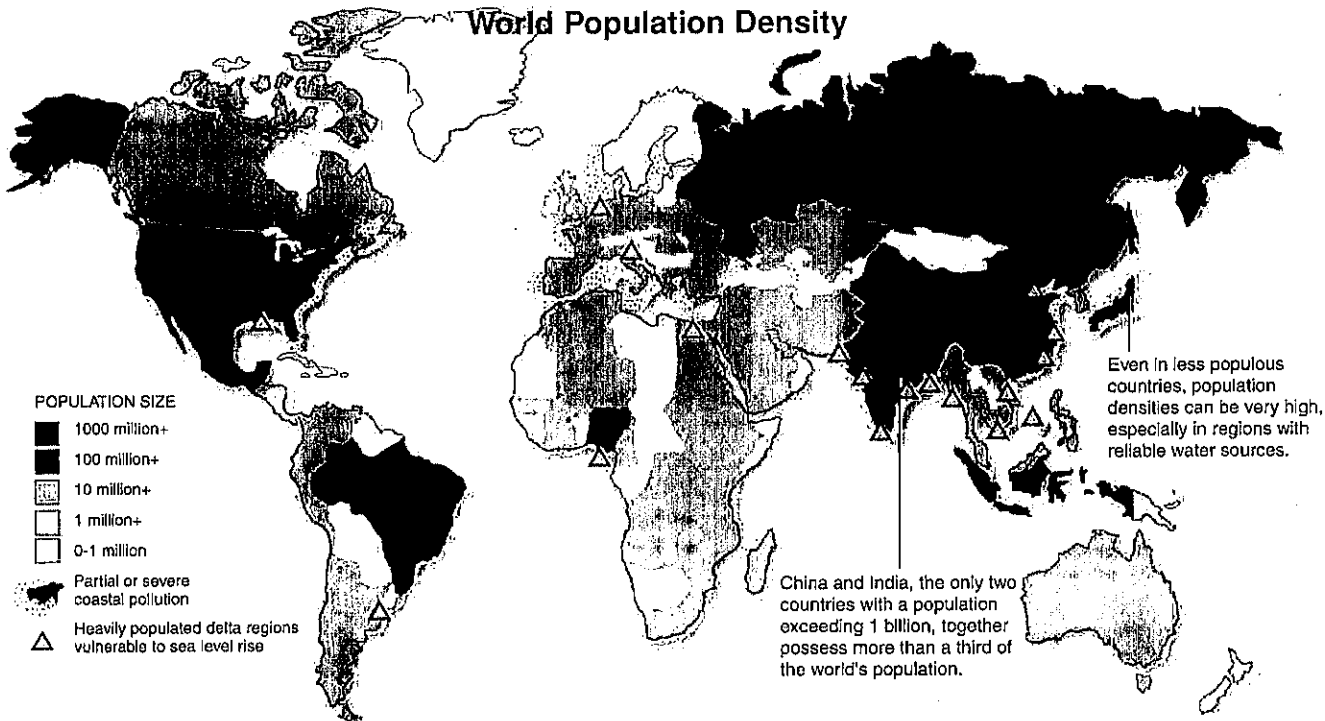 World Population Density
POPULATION SIZE
1000 million+
100 million+
10 million+
1 million+
0-1 million
Partial or severe
coastal pollution
Heavily populated delta regions
vulnerable to sea level rise
Even in less populous
countries, population
densities can be very high,
especially in regions with
reliable water sources.
China and India, the only two
countries with a population
exceeding 1 billion, together
possess more than a third of
the world's population.